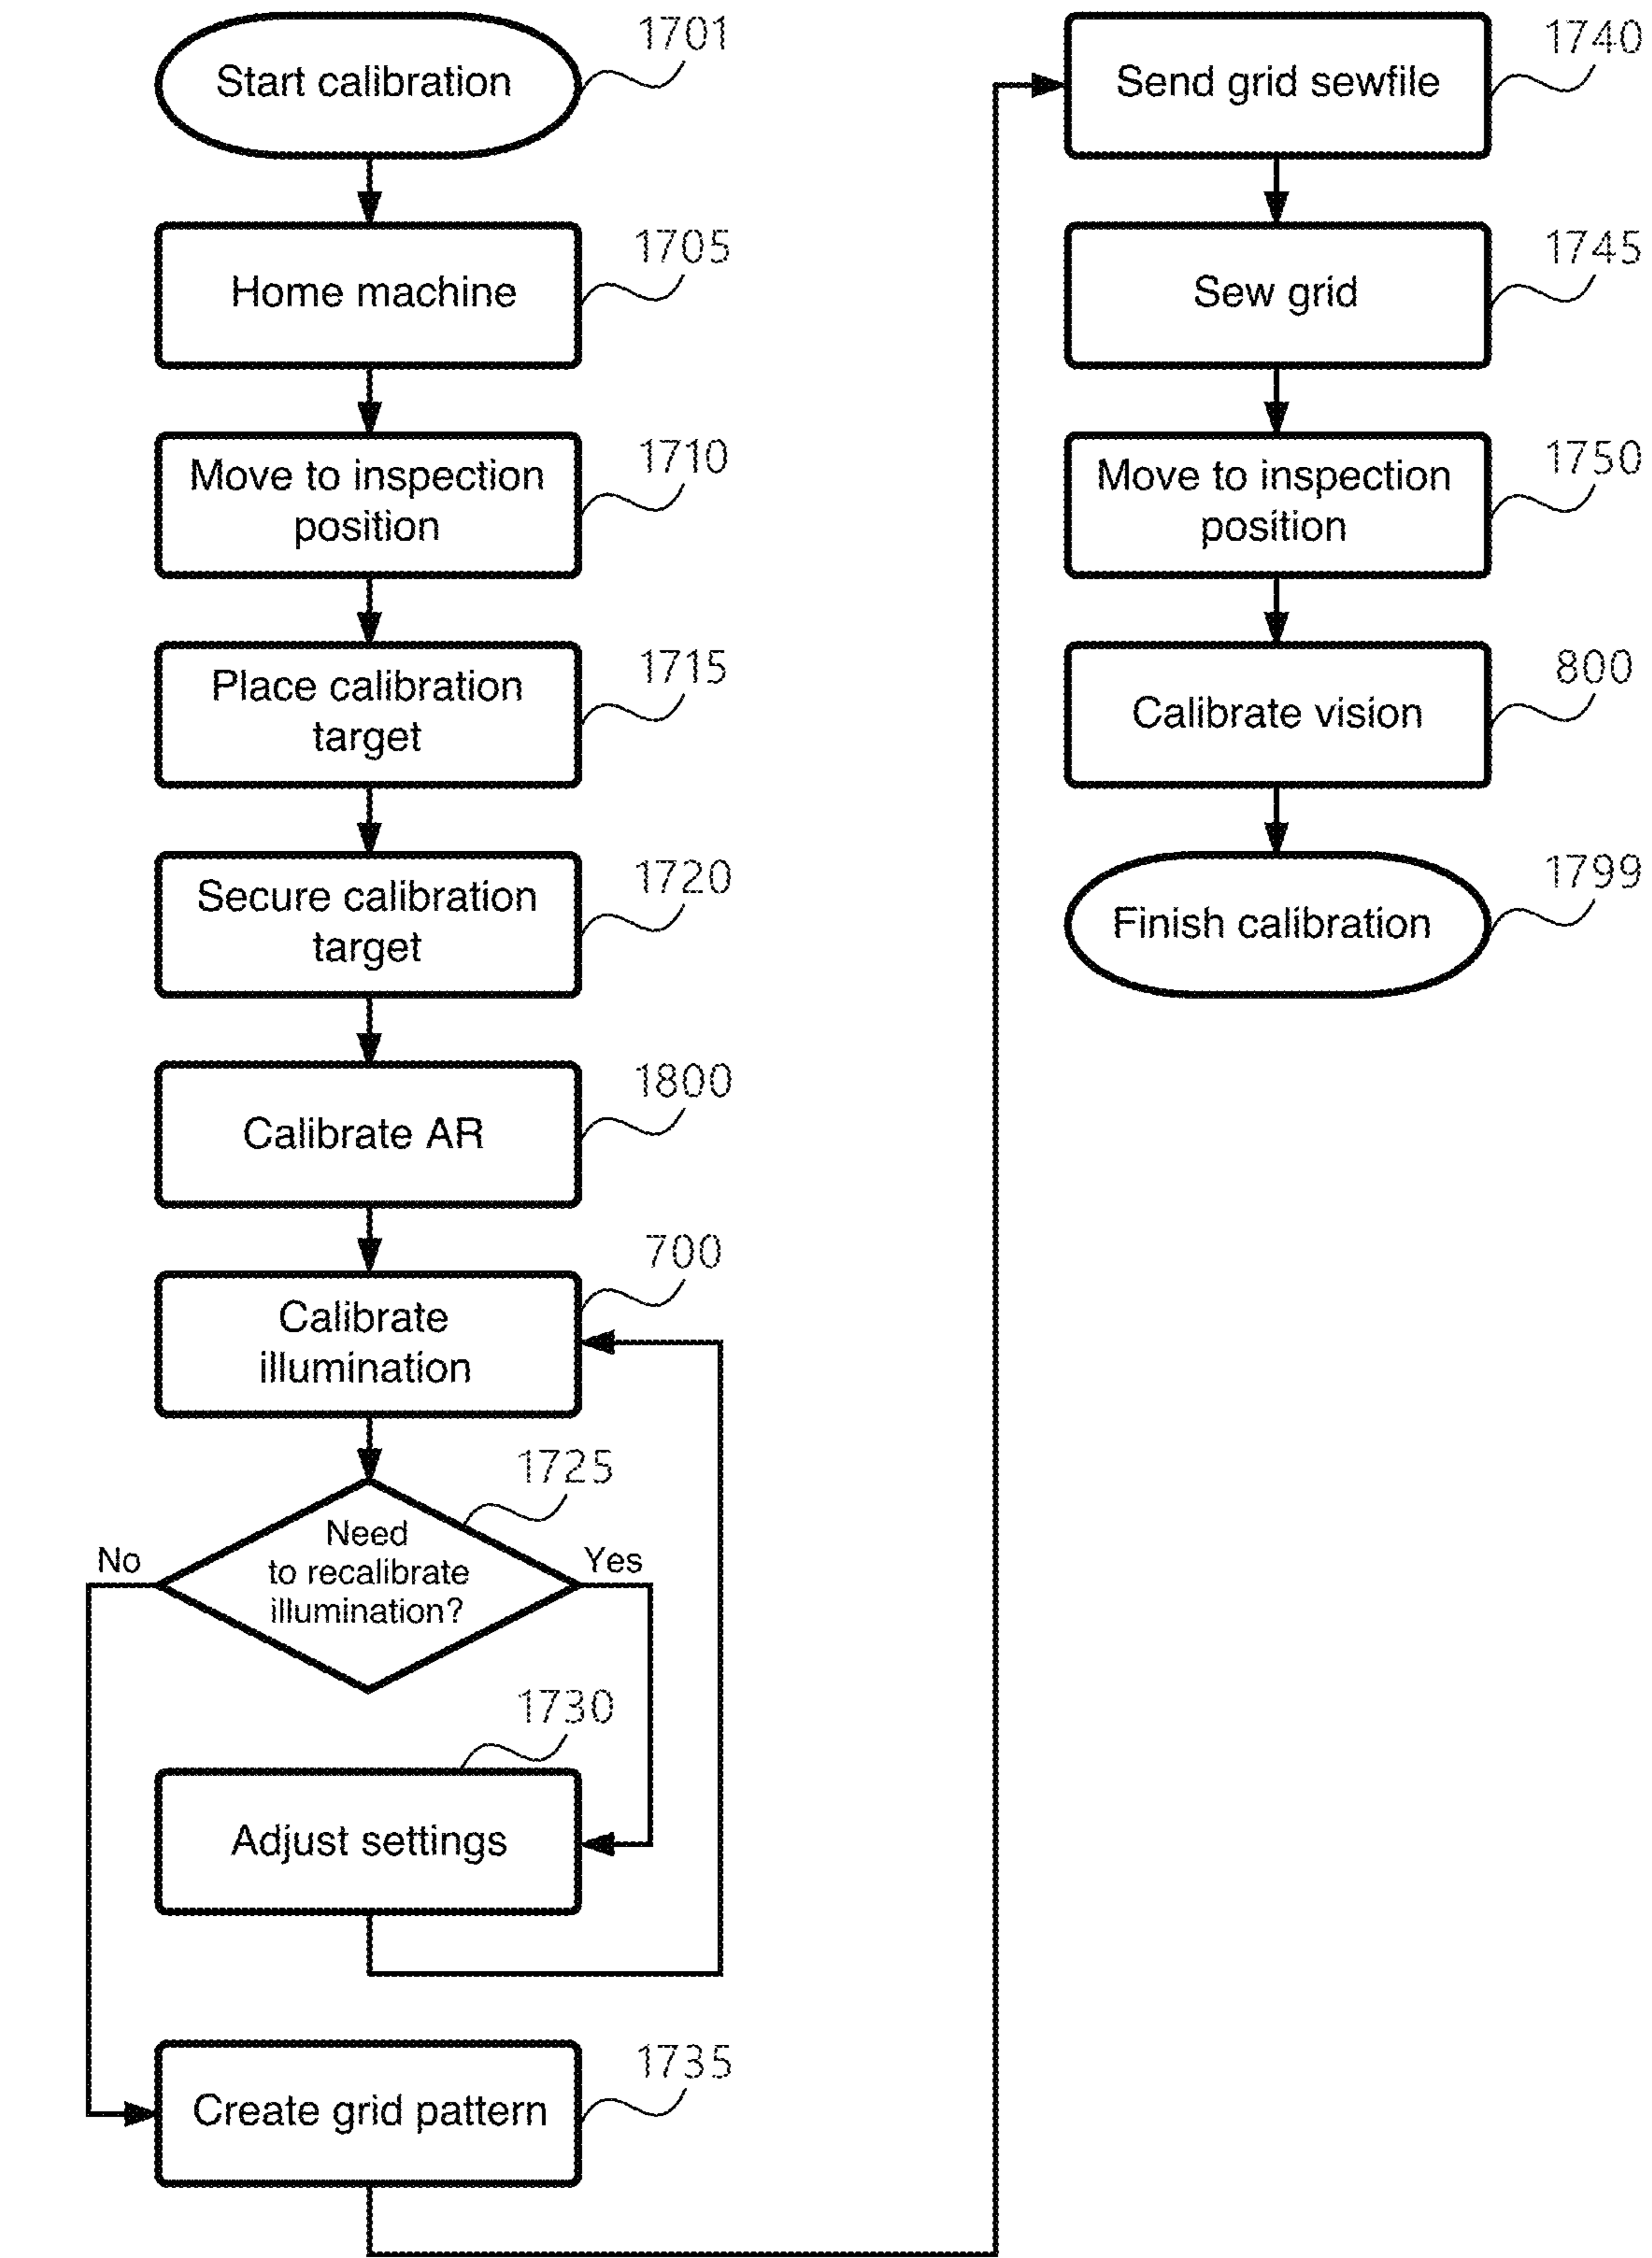 Start calibration
1701
Home machine
1705
Move to inspection
position
1710
Place calibration
target
1715
Secure calibration
target
1720
Calibrate AR
1800
Calibrate
illumination
700
Need
to recalibrate
illumination?
1725
No
Yes
Adjust settings
1730
Create grid pattern
1735
Send grid sewfile
1740
Sew grid
1745
Move to inspection
position
1750
Calibrate vision
800
Finish calibration
1799